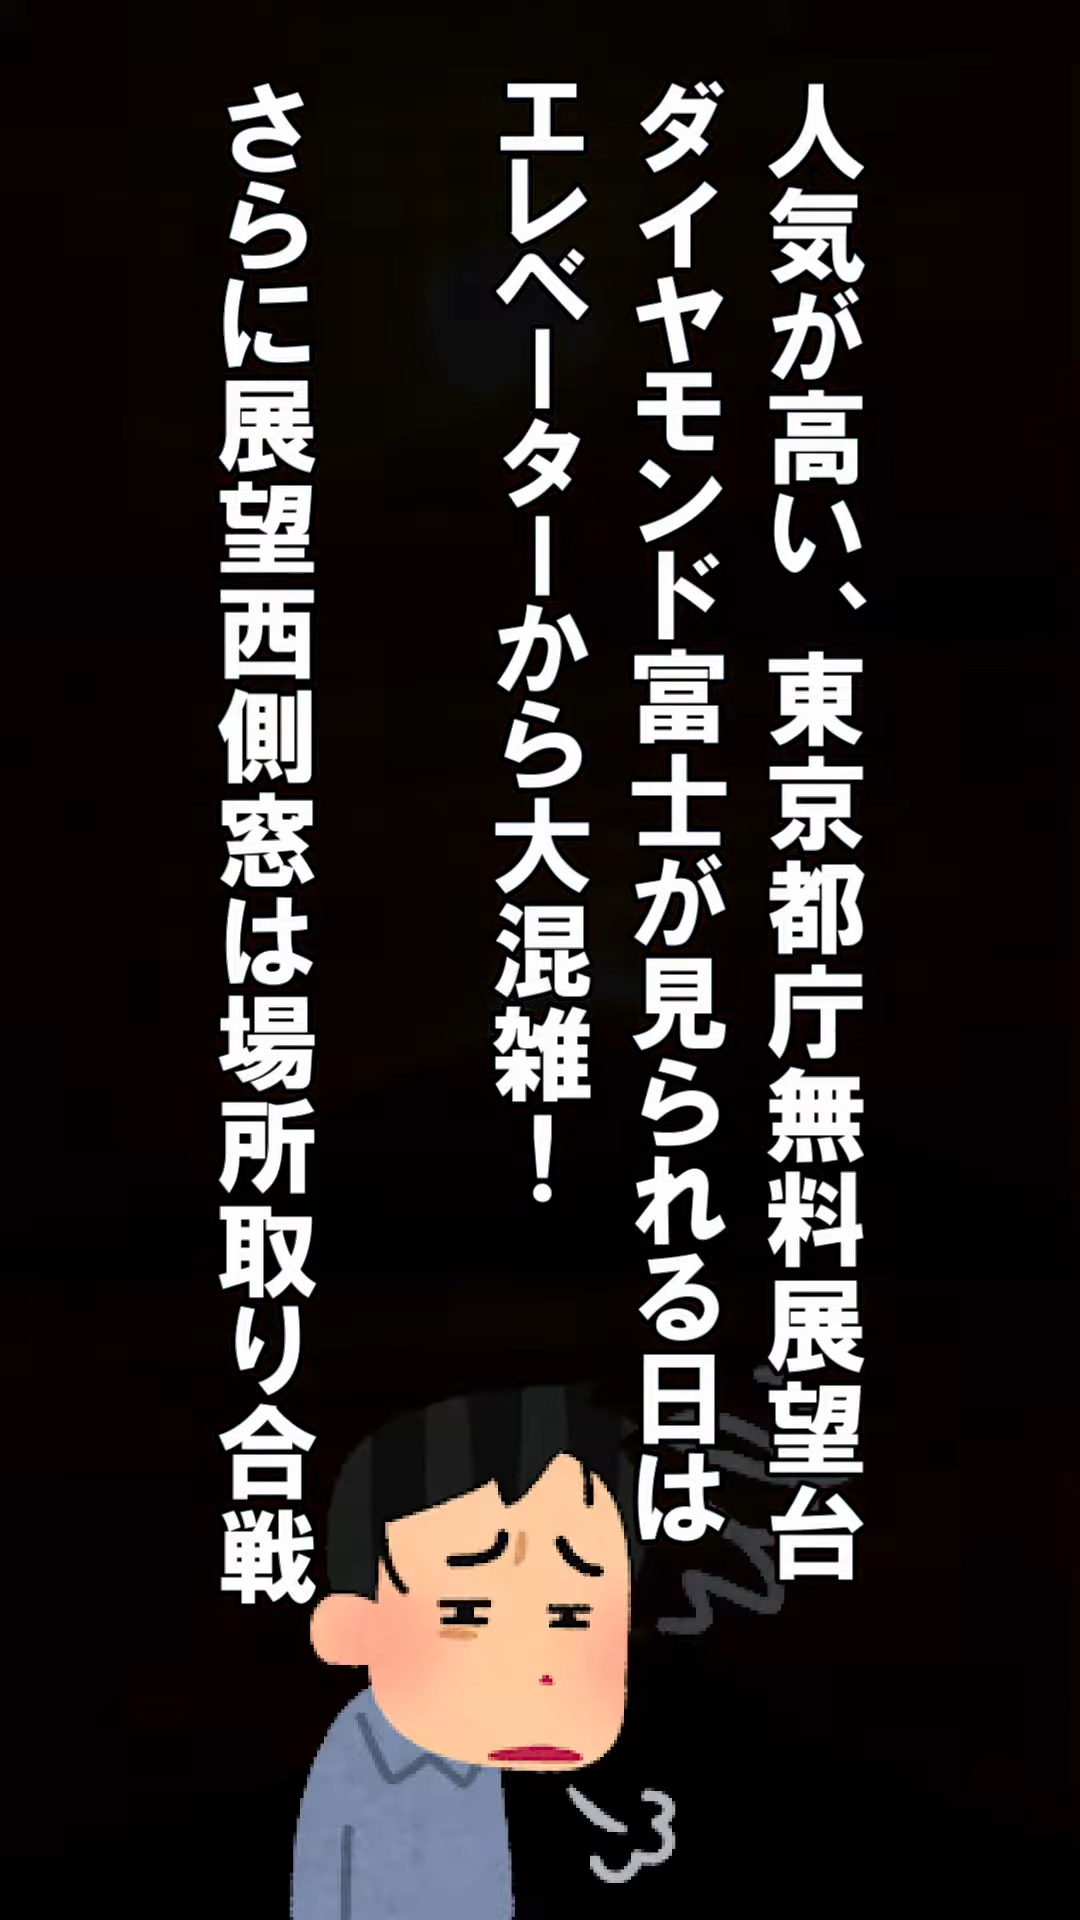 人気が高い、東京都庁無料展望台
ダイヤモンド富士が見られる日は
エレベーターから大混雑！
さらに展望西側窓は場所取り合戦